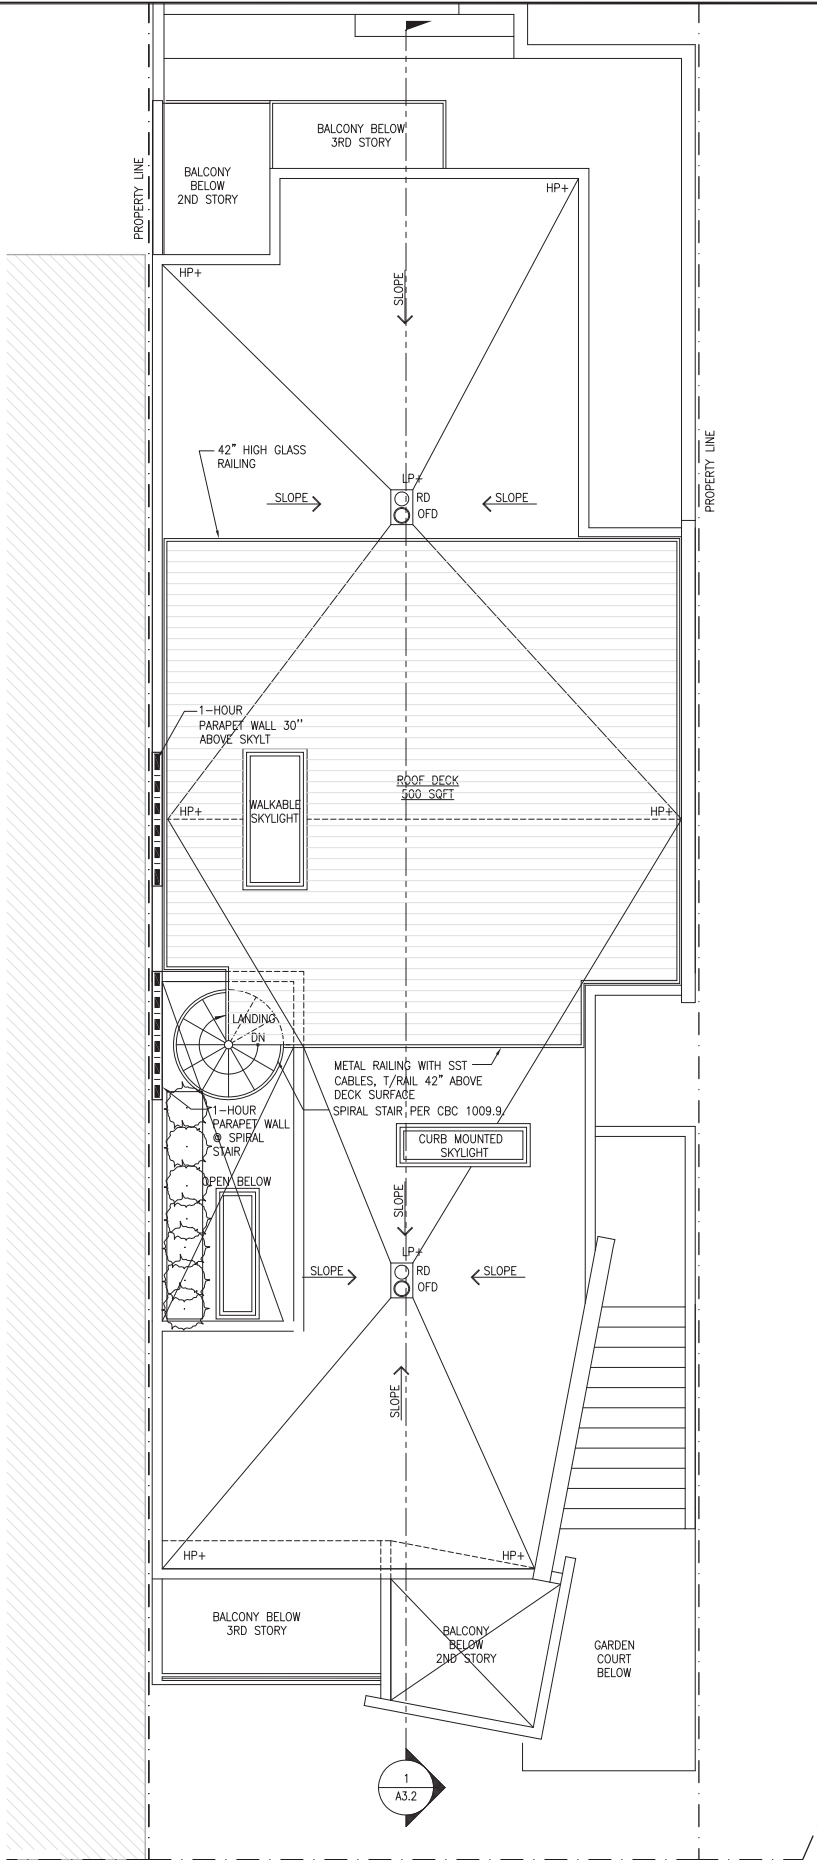 BALCONY BELOW
3RD STORY
BALCONY
BELOW
2ND STORY
PROPERTY LINE
HP+
HP+
SLOPE
42" HIGH GLASS
RAILING
PROPERTY LINE
LP+
SLOPE
RD
SLOPE
OFD
1-HOUR
PARAPET WALL 30''
ABOVE SKYLT
ROOF DECK
500 SQFT
WALKABLE
SKYLIGHT
HP+
HP+
LANDING
DN
METAL RAILING WITH SST
CABLES, T/RAIL 42" ABOVE
DECK SURFACE
SPIRAL STAIR PER CBC 1009.9.
1-HOUR
PARAPET WALL
@ SPIRAL
STAIR
CURB MOUNTED
SKYLIGHT
OPEN BELOW
SLOPE
LP+
SLOPE
RD
SLOPE
OFD
SLOPE
HP+
HP+
BALCONY BELOW
3RD STORY
BALCONY
BELOW
2ND STORY
GARDEN
COURT
BELOW
1
A3.2